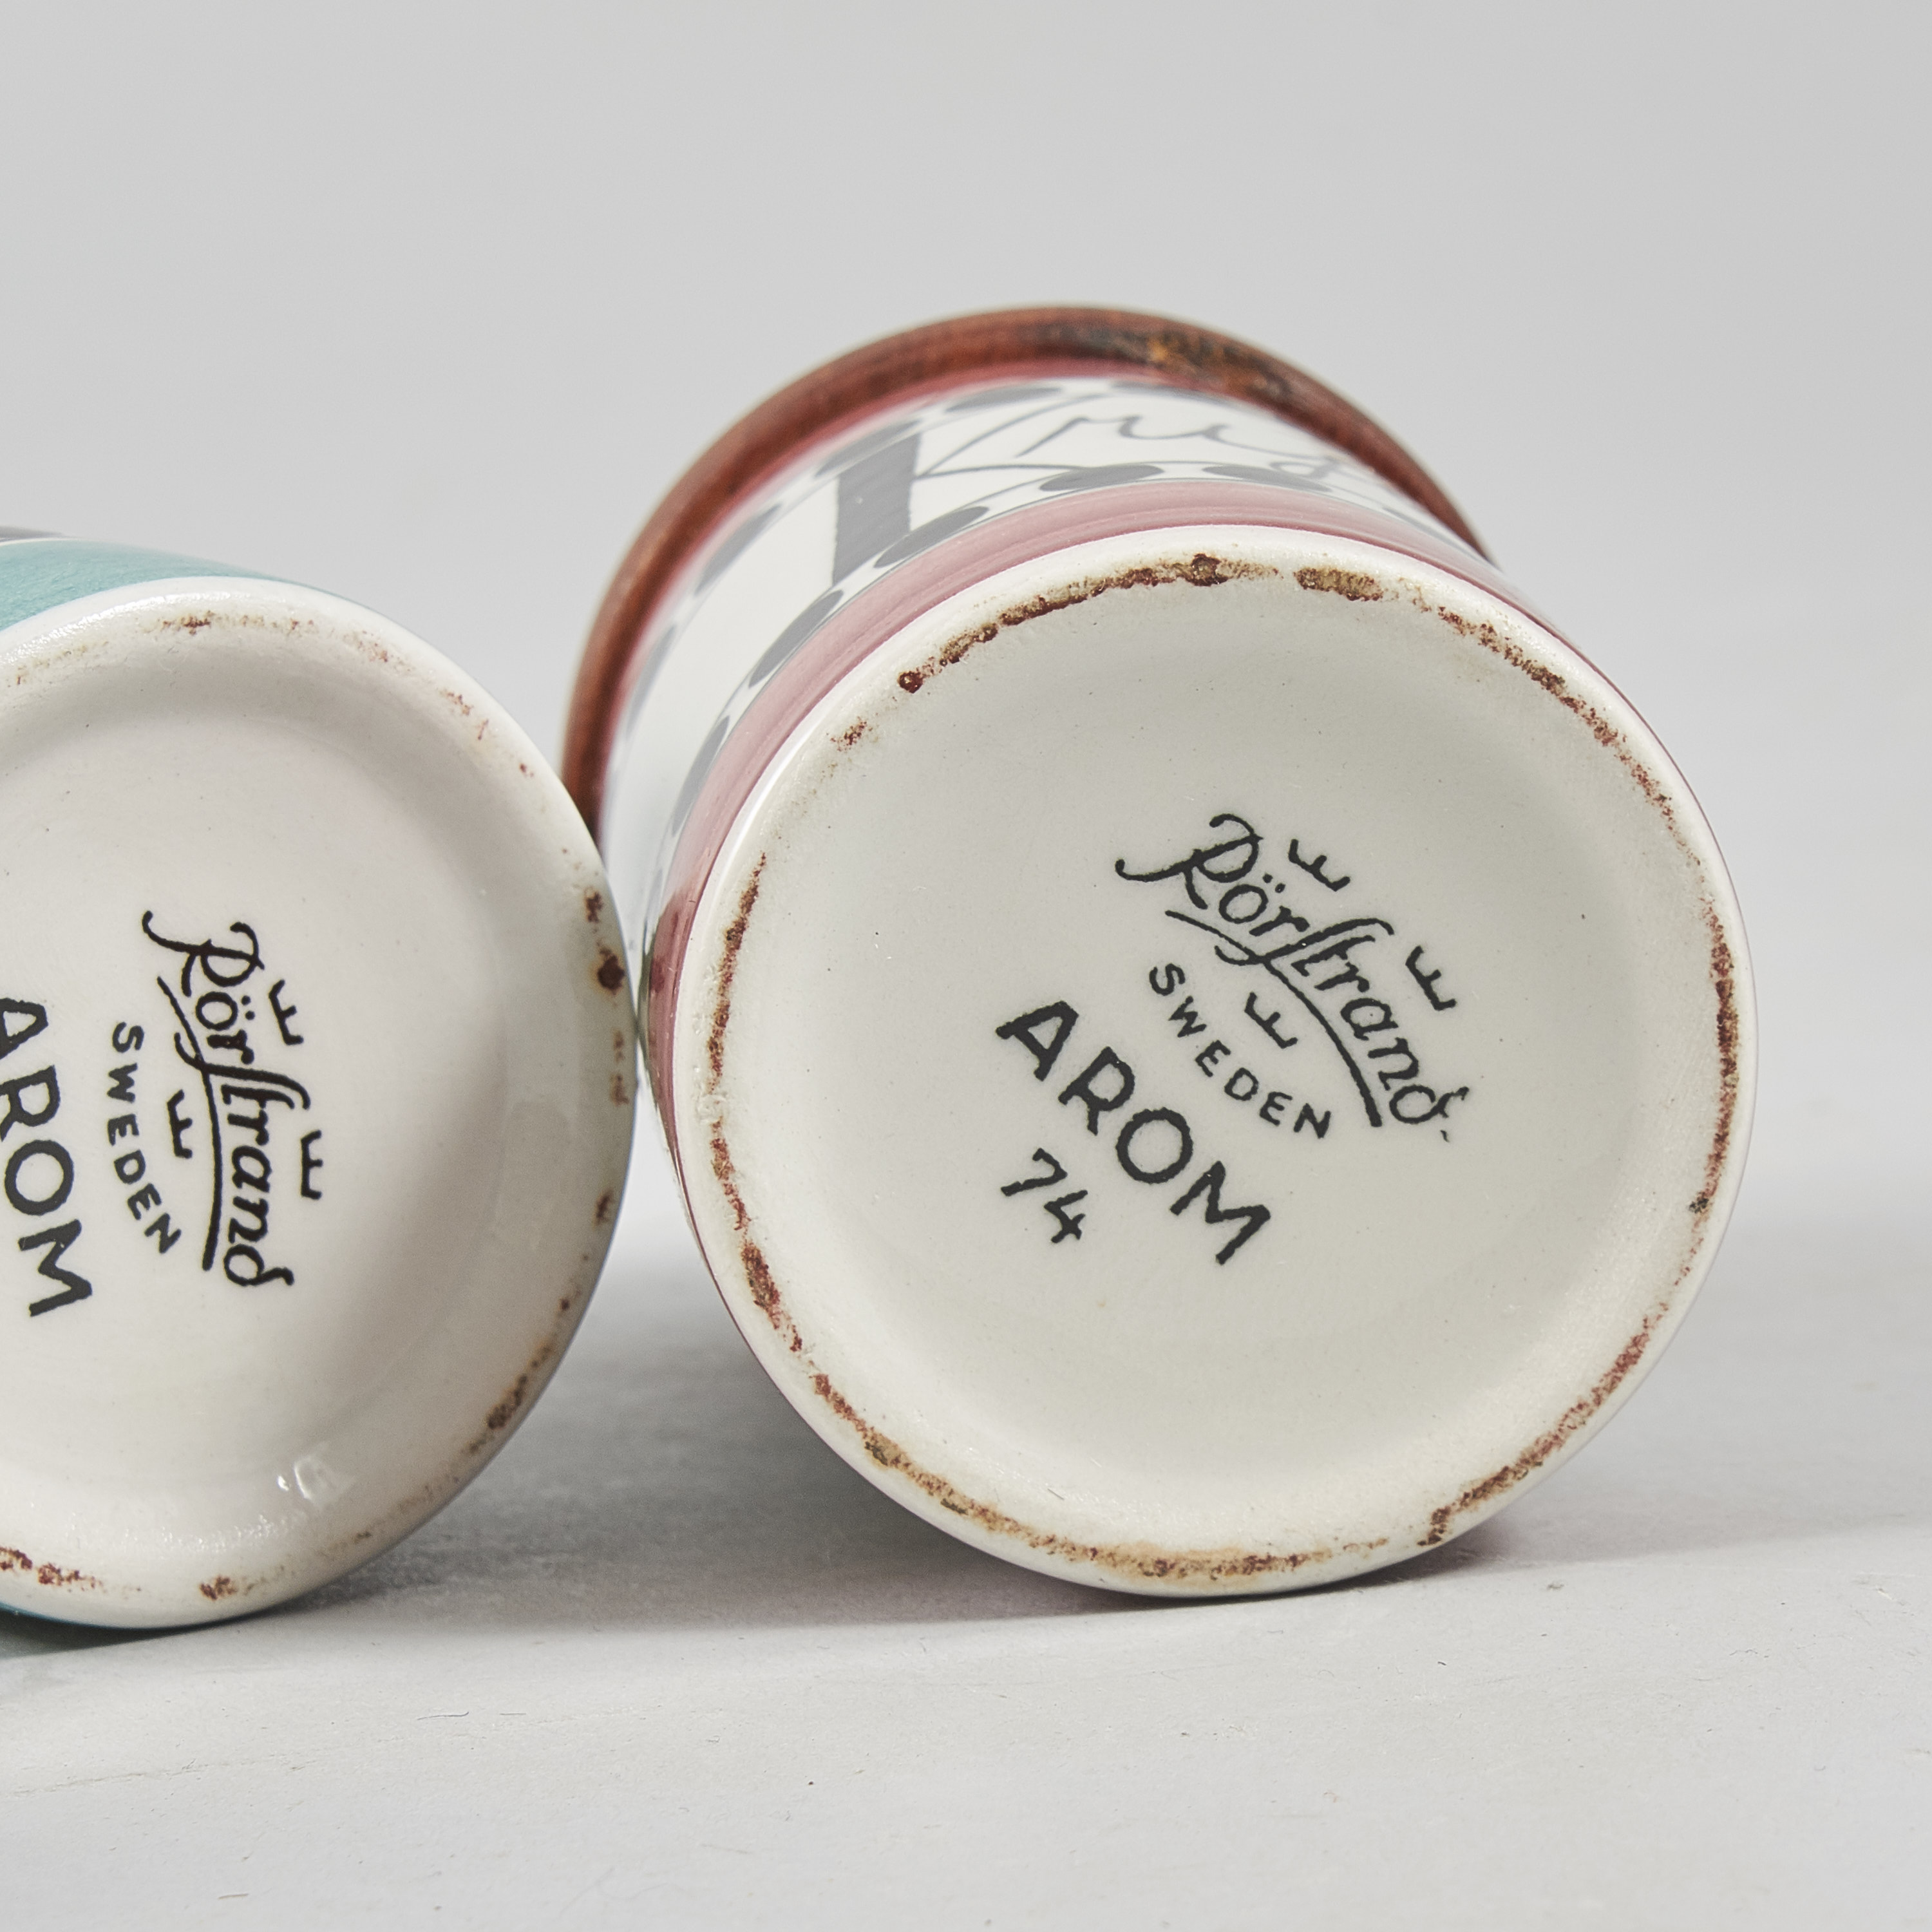 Rörstrand
SWEDEN
AROM
Rörstrand
SWEDEN
AROM
74